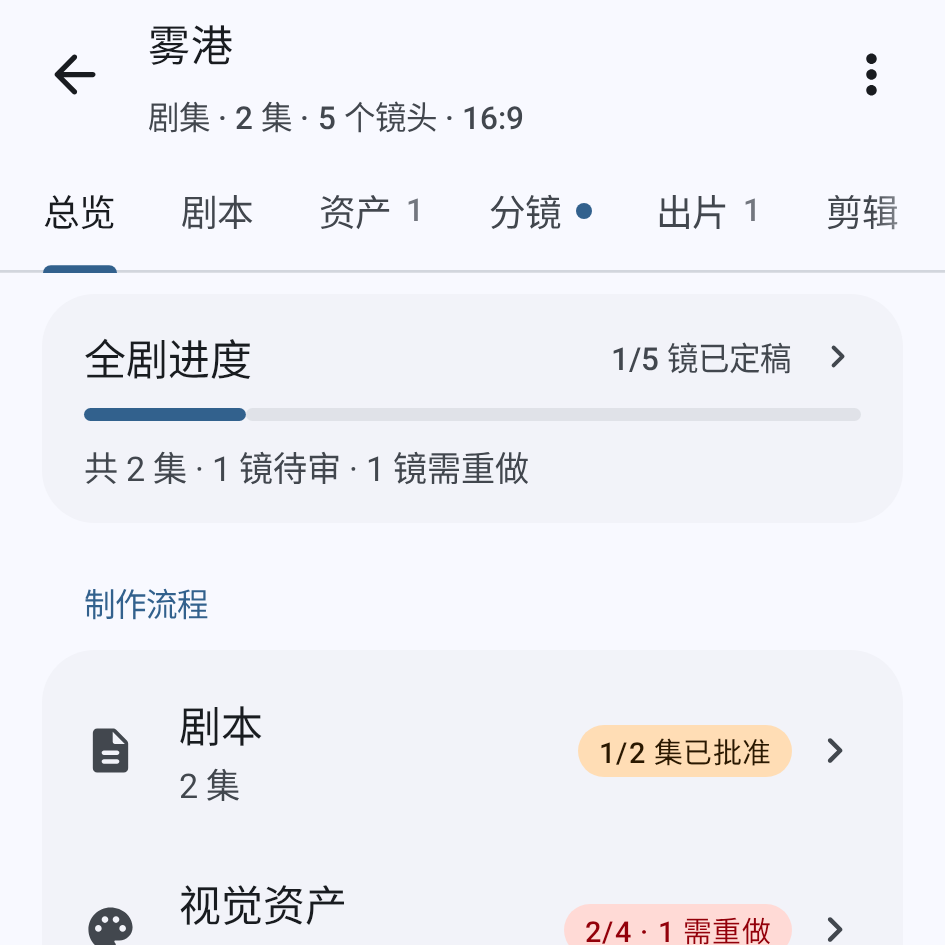 雾港
剧集 · 2 集 · 5 个镜头 · 16:9
总览 剧本 资产 1 分镜 出片 1 剪辑
全剧进度 1/5 镜已定稿
共 2 集 · 1 镜待审 · 1 镜需重做
制作流程
剧本 1/2 集已批准
2 集
视觉资产 2/4 · 1 需重做